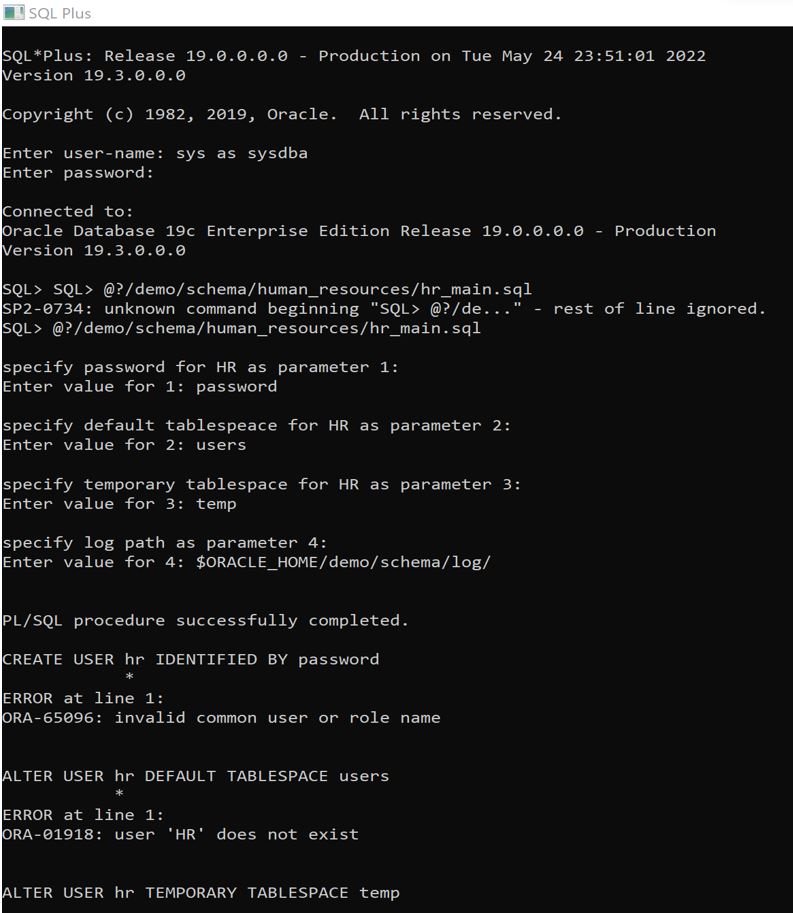 SQL Plus
SQL*Plus: Release 19.0.0.0.0 - Production on Tue May 24 23:51:01 2022
Version 19.3.0.0.0
Copyright (c) 1982, 2019, Oracle.  All rights reserved.
Enter user-name: sys as sysdba
Enter password:
Connected to:
Oracle Database 19c Enterprise Edition Release 19.0.0.0.0 - Production
Version 19.3.0.0.0
SQL> SQL> @?/demo/schema/human_resources/hr_main.sql
SP2-0734: unknown command beginning "SQL> @?/de..." - rest of line ignored.
SQL> @?/demo/schema/human_resources/hr_main.sql
specify password for HR as parameter 1:
Enter value for 1: password
specify default tablespeace for HR as parameter 2:
Enter value for 2: users
specify temporary tablespace for HR as parameter 3:
Enter value for 3: temp
specify log path as parameter 4:
Enter value for 4: $ORACLE_HOME/demo/schema/log/
PL/SQL procedure successfully completed.
CREATE USER hr IDENTIFIED BY password
*
ERROR at line 1:
ORA-65096: invalid common user or role name
ALTER USER hr DEFAULT TABLESPACE users
*
ERROR at line 1:
ORA-01918: user 'HR' does not exist
ALTER USER hr TEMPORARY TABLESPACE temp